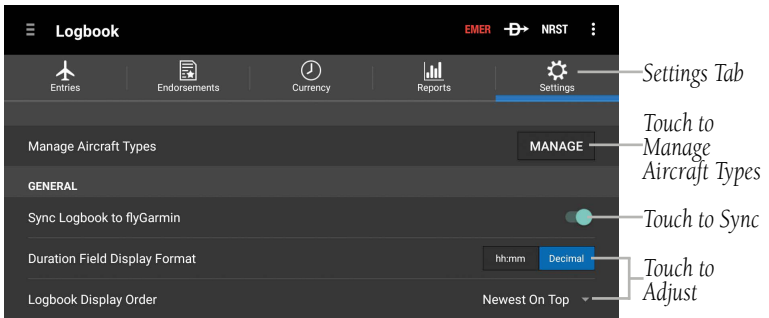 Logbook
EMER D NRST
Entries
Endorsements
Currency
Reports
Settings
Settings Tab
Manage Aircraft Types
MANAGE
Touch to
Manage
Aircraft Types
GENERAL
Sync Logbook to flyGarmin
Touch to Sync
Duration Field Display Format
hh:mm
Decimal
Touch to
Adjust
Logbook Display Order
Newest On Top